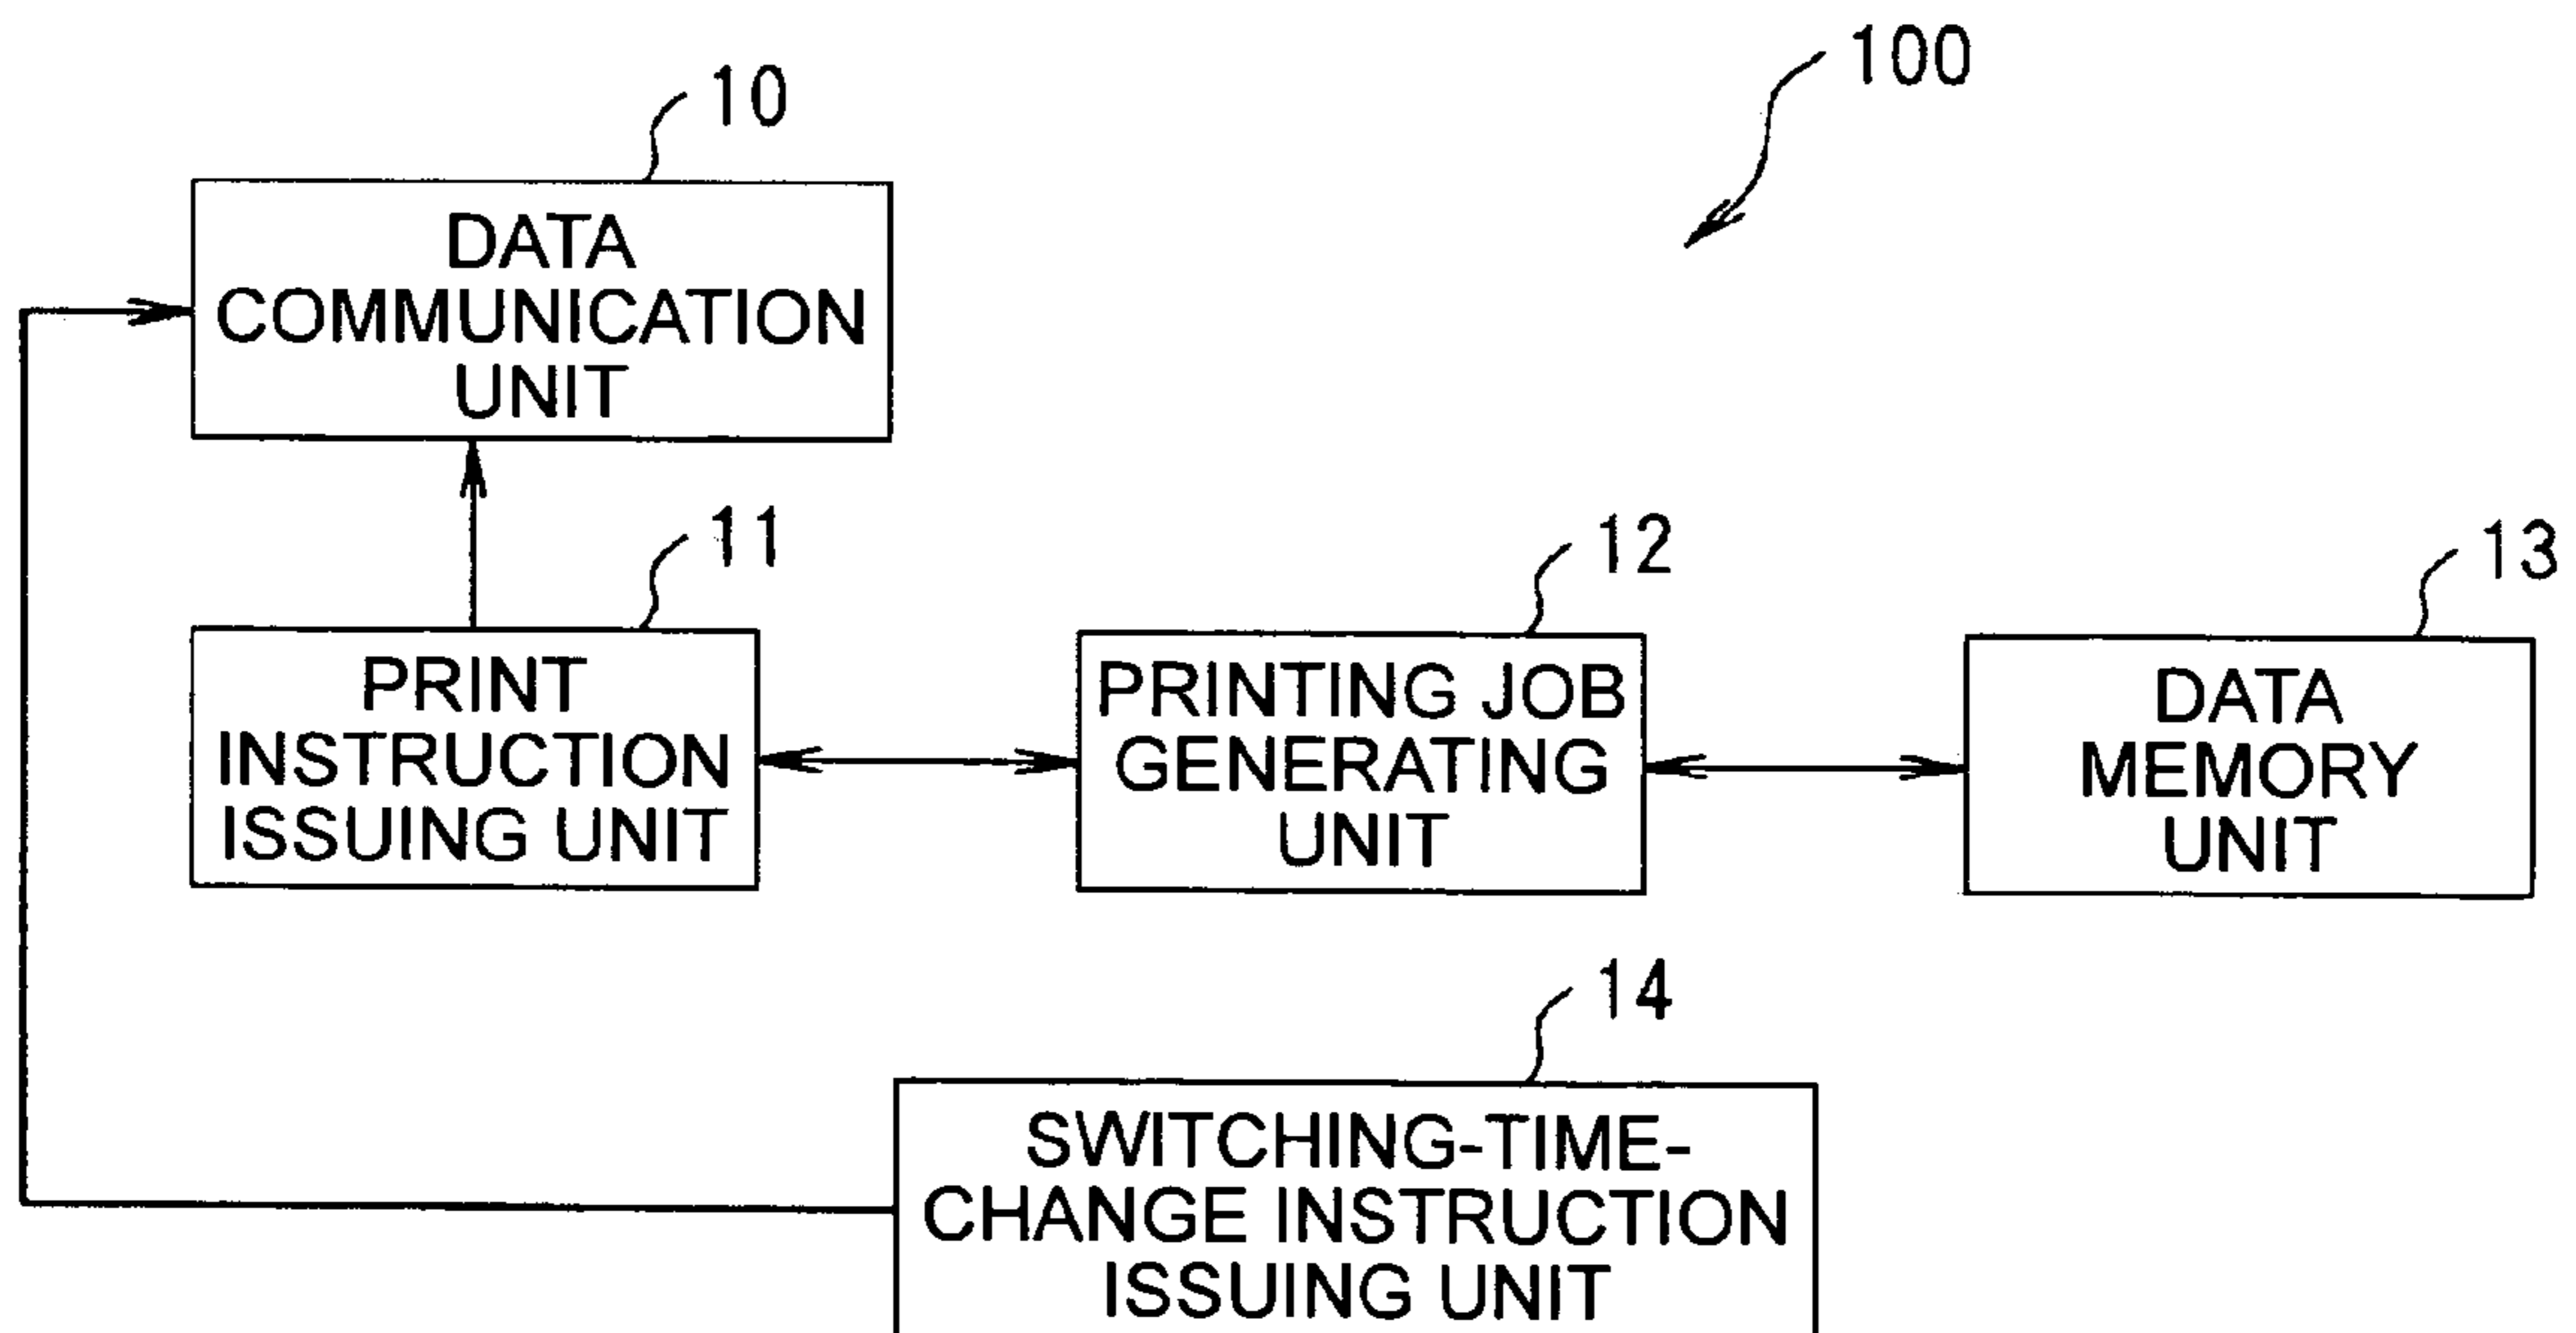 100
10
DATA
COMMUNICATION
UNIT
11
PRINT
INSTRUCTION
ISSUING UNIT
12
PRINTING JOB
GENERATING
UNIT
13
DATA
MEMORY
UNIT
14
SWITCHING-TIME-
CHANGE INSTRUCTION
ISSUING UNIT